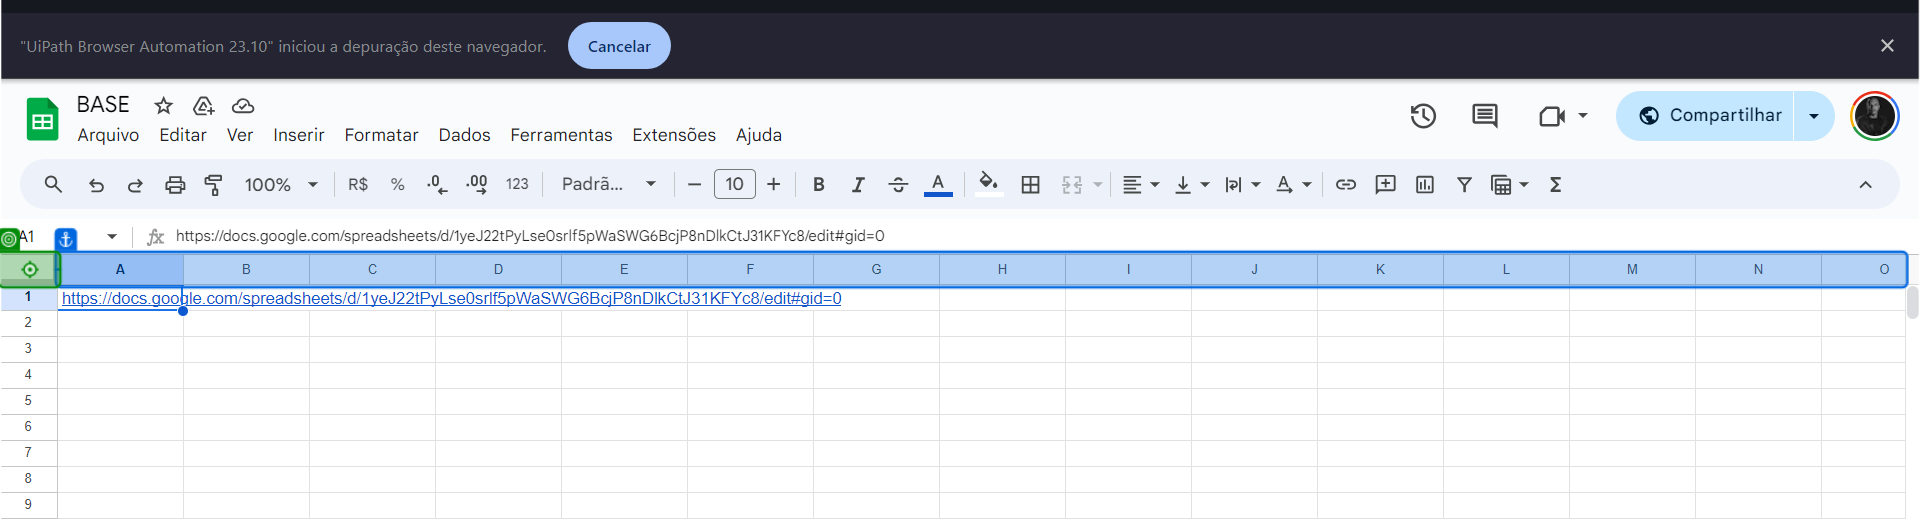 "UiPath Browser Automation 23.10" iniciou a depuração deste navegador. Cancelar
BASE
Arquivo Editar Ver Inserir Formatar Dados Ferramentas Extensões Ajuda
Compartilhar
100% R$ % .0 .00 123 Padrã... 10 B I A A Σ
A1 fx https://docs.google.com/spreadsheets/d/1yeJ22tPyLse0srlf5pWaSWG6BcjP8nDlkCtJ31KFYc8/edit#gid=0
A B C D E F G H I J K L M N O
1 https://docs.google.com/spreadsheets/d/1yeJ22tPyLse0srlf5pWaSWG6BcjP8nDlkCtJ31KFYc8/edit#gid=0
2
3
4
5
6
7
8
9